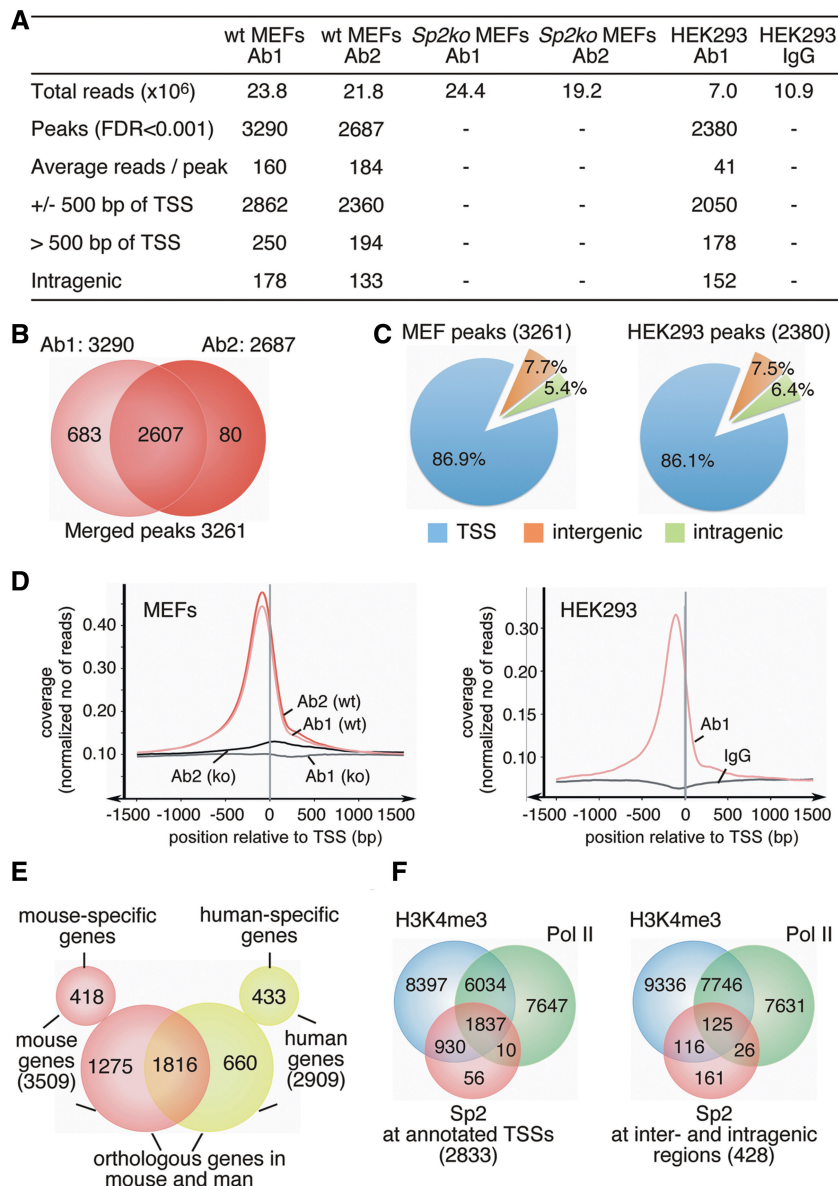 A
wt MEFs wt MEFs Sp2ko MEFs Sp2ko MEFs HEK293 HEK293
Ab1 Ab2 Ab1 Ab2 Ab1 IgG
Total reads (x10⁶) 23.8 21.8 24.4 19.2 7.0 10.9
Peaks (FDR<0.001) 3290 2687 - - 2380 -
Average reads / peak 160 184 - - 41 -
+/- 500 bp of TSS 2862 2360 - - 2050 -
> 500 bp of TSS 250 194 - - 178 -
Intragenic 178 133 - - 152 -
B
Ab1: 3290 Ab2: 2687
683 2607 80
Merged peaks 3261
C
MEF peaks (3261) HEK293 peaks (2380)
7.7% 7.5%
5.4% 6.4%
86.9% 86.1%
TSS intergenic intragenic
D
MEFs
coverage
(normalized no of reads)
0.40
0.30
0.20
0.10
Ab2 (wt)
Ab1 (wt)
Ab2 (ko) Ab1 (ko)
-1500 -1000 -500 0 500 1000 1500
position relative to TSS (bp)
HEK293
coverage
(normalized no of reads)
0.30
0.20
0.15
0.10
Ab1
IgG
-1500 -1000 -500 0 500 1000 1500
position relative to TSS (bp)
E
mouse-specific
genes
human-specific
genes
418 433
mouse
genes
(3509)
1275 1816 660
human
genes
(2909)
orthologous genes in
mouse and man
F
H3K4me3
Pol II
8397 6034 7647
1837
930 10
56
Sp2
at annotated TSSs
(2833)
H3K4me3
Pol II
9336 7746 7631
125
116 26
161
Sp2
at inter- and intragenic
regions (428)